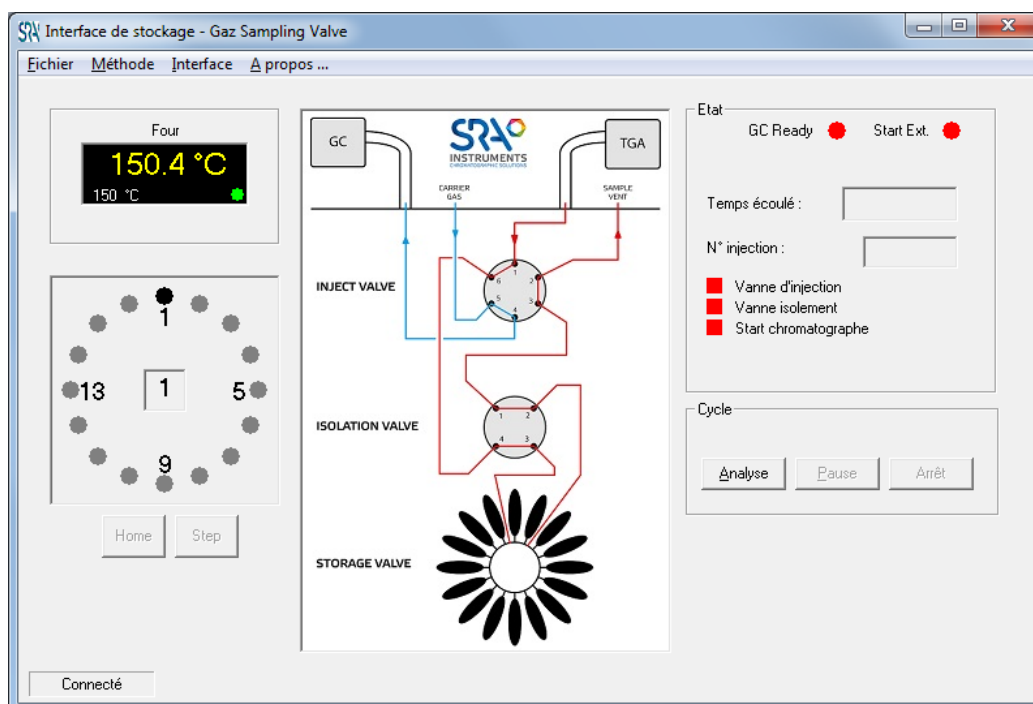 SRA Interface de stockage - Gaz Sampling Valve
Fichier Méthode Interface A propos ...
Four
150.4 °C
150 °C
1
5
9
13
1
Home Step
GC
SRA
INSTRUMENTS
CHROMATOGRAPHIC SOLUTIONS
TGA
CARRIER
GAS
SAMPLE
VENT
INJECT VALVE
1
2
3
4
5
6
ISOLATION VALVE
1 2
4 3
STORAGE VALVE
Etat
GC Ready Start Ext.
Temps écoulé :
N° injection :
Vanne d'injection
Vanne isolement
Start chromatographe
Cycle
Analyse Pause Arrêt
Connecté